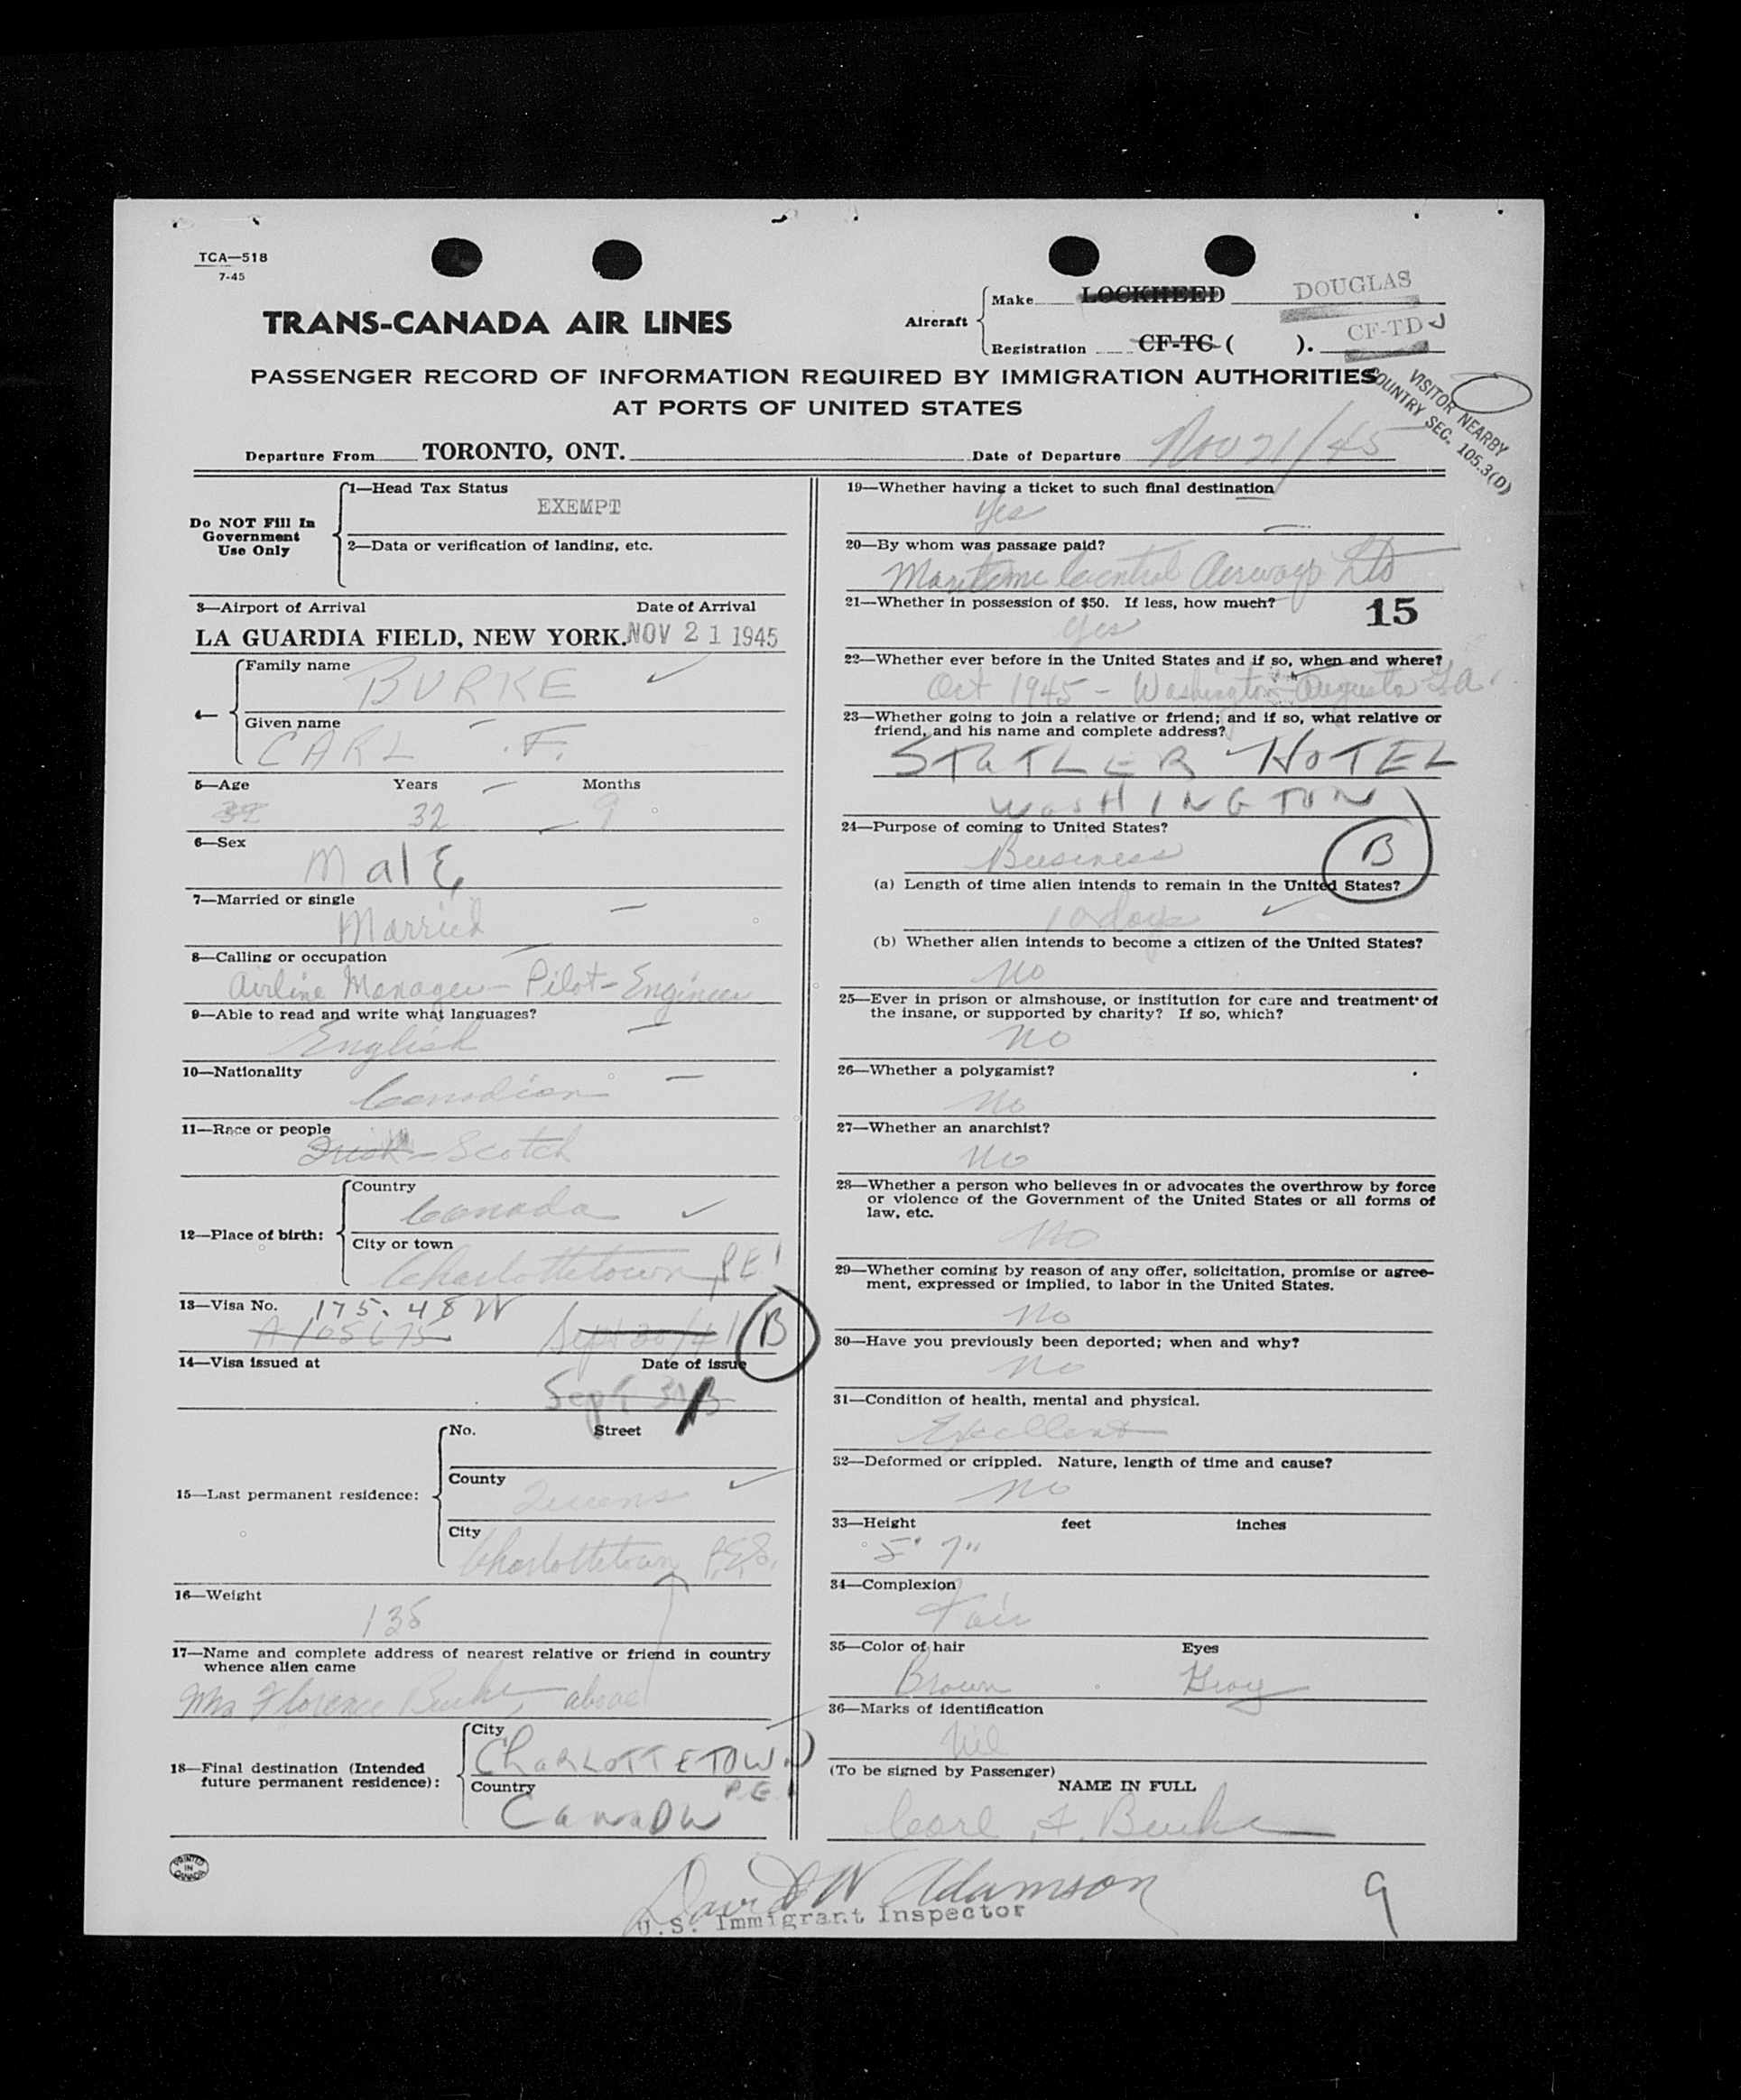 TCA—518
7-45
TRANS-CANADA AIR LINES
Aircraft
Make LOCKHEED DOUGLAS
Registration CF-TC- ( ). CF-TD J
PASSENGER RECORD OF INFORMATION REQUIRED BY IMMIGRATION AUTHORITIES
AT PORTS OF UNITED STATES
VISITOR NEARBY
COUNTRY SEC. 105.3(D)
Departure From TORONTO, ONT. Date of Departure Nov 21/45
Do NOT Fill In
Government
Use Only
1—Head Tax Status
EXEMPT
2—Data or verification of landing, etc.
3—Airport of Arrival Date of Arrival
LA GUARDIA FIELD, NEW YORK. NOV 21 1945
4—
Family name
BURKE
Given name
CARL . F.
5—Age Years Months
32 32 9
6—Sex
MalE
7—Married or single
Married
8—Calling or occupation
Airline Manager - Pilot - Engineer
9—Able to read and write what languages?
English
10—Nationality
Canadian
11—Race or people
Irish - Scotch
12—Place of birth:
Country
Canada
City or town
Charlottetown, P.E.I
13—Visa No. 175.48W
A105675 Sept 30/41 B
14—Visa issued at Date of issue
15—Last permanent residence:
No. Street
County
Queens
City
Charlottetown P.E.I.
16—Weight
135
17—Name and complete address of nearest relative or friend in country
whence alien came
Mrs Florence Burke above
18—Final destination (Intended
future permanent residence):
City
CHARLOTTETOWN
Country P.E.I
CanaDa
PRINTED
IN
CANADA
19—Whether having a ticket to such final destination
Yes
20—By whom was passage paid?
Maritime Central Airways Ltd
21—Whether in possession of $50. If less, how much? 15
Yes
22—Whether ever before in the United States and if so, when and where?
Oct 1945 - Washington - Augusta Ga.
23—Whether going to join a relative or friend; and if so, what relative or
friend, and his name and complete address?
STaTLER HOTEL
WaSHINGTON
24—Purpose of coming to United States?
Business B
(a) Length of time alien intends to remain in the United States?
10 days
(b) Whether alien intends to become a citizen of the United States?
No
25—Ever in prison or almshouse, or institution for care and treatment of
the insane, or supported by charity? If so, which?
No
26—Whether a polygamist?
No
27—Whether an anarchist?
No
28—Whether a person who believes in or advocates the overthrow by force
or violence of the Government of the United States or all forms of
law, etc.
No
29—Whether coming by reason of any offer, solicitation, promise or agree-
ment, expressed or implied, to labor in the United States.
No
30—Have you previously been deported; when and why?
No
31—Condition of health, mental and physical.
Excellent
32—Deformed or crippled. Nature, length of time and cause?
No
33—Height feet inches
5' 7"
34—Complexion
Fair
35—Color of hair Eyes
Brown Gray
36—Marks of identification
Nil
(To be signed by Passenger)
NAME IN FULL
Carl F. Burke
David W Adamson
U.S. Immigrant Inspector
9